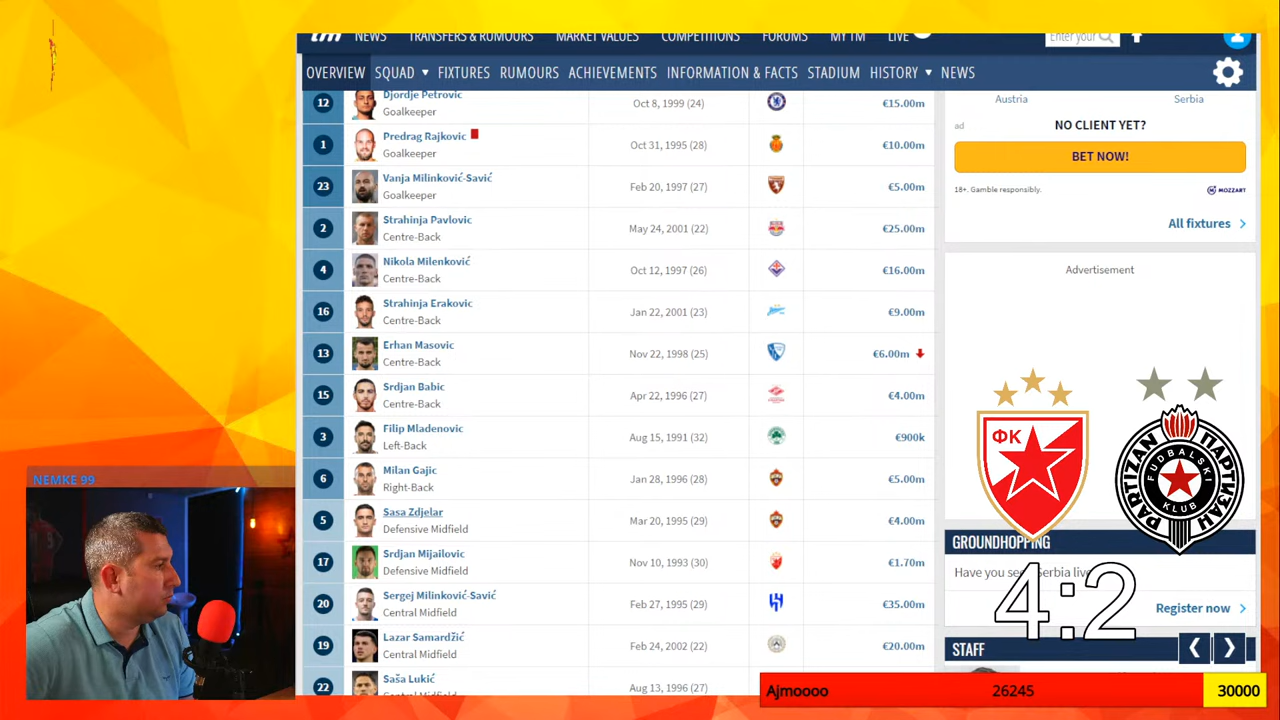 tm NEWS TRANSFERS & RUMOURS MARKET VALUES COMPETITIONS FORUMS MY TM LIVE Enter your
OVERVIEW SQUAD FIXTURES RUMOURS ACHIEVEMENTS INFORMATION & FACTS STADIUM HISTORY NEWS
12 Djordje Petrovic Oct 8, 1999 (24) €15.00m
Goalkeeper
1 Predrag Rajkovic Oct 31, 1995 (28) €10.00m
Goalkeeper
23 Vanja Milinković-Savić Feb 20, 1997 (27) €5.00m
Goalkeeper
2 Strahinja Pavlovic May 24, 2001 (22) €25.00m
Centre-Back
4 Nikola Milenković Oct 12, 1997 (26) €16.00m
Centre-Back
16 Strahinja Erakovic Jan 22, 2001 (23) €9.00m
Centre-Back
13 Erhan Masovic Nov 22, 1998 (25) €6.00m
Centre-Back
15 Srdjan Babic Apr 22, 1996 (27) €4.00m
Centre-Back
3 Filip Mladenovic Aug 15, 1991 (32) €900k
Left-Back
6 Milan Gajic Jan 28, 1996 (28) €5.00m
Right-Back
5 Sasa Zdjelar Mar 20, 1995 (29) €4.00m
Defensive Midfield
17 Srdjan Mijailovic Nov 10, 1993 (30) €1.70m
Defensive Midfield
20 Sergej Milinković-Savić Feb 27, 1995 (29) €35.00m
Central Midfield
19 Lazar Samardžić Feb 24, 2002 (22) €20.00m
Central Midfield
22 Saša Lukić Aug 13, 1996 (27)
Central Midfield
Austria Serbia
ad NO CLIENT YET?
BET NOW!
18+. Gamble responsibly. MOZZART
All fixtures
Advertisement
ФК
ПАРТИЗАН PARTIZAN
FUDBALSKI
KLUB
GROUNDHOPPING
Have you see Serbia live
4:2
Register now
STAFF
NEMKE 99
Ajmoooo 26245 30000